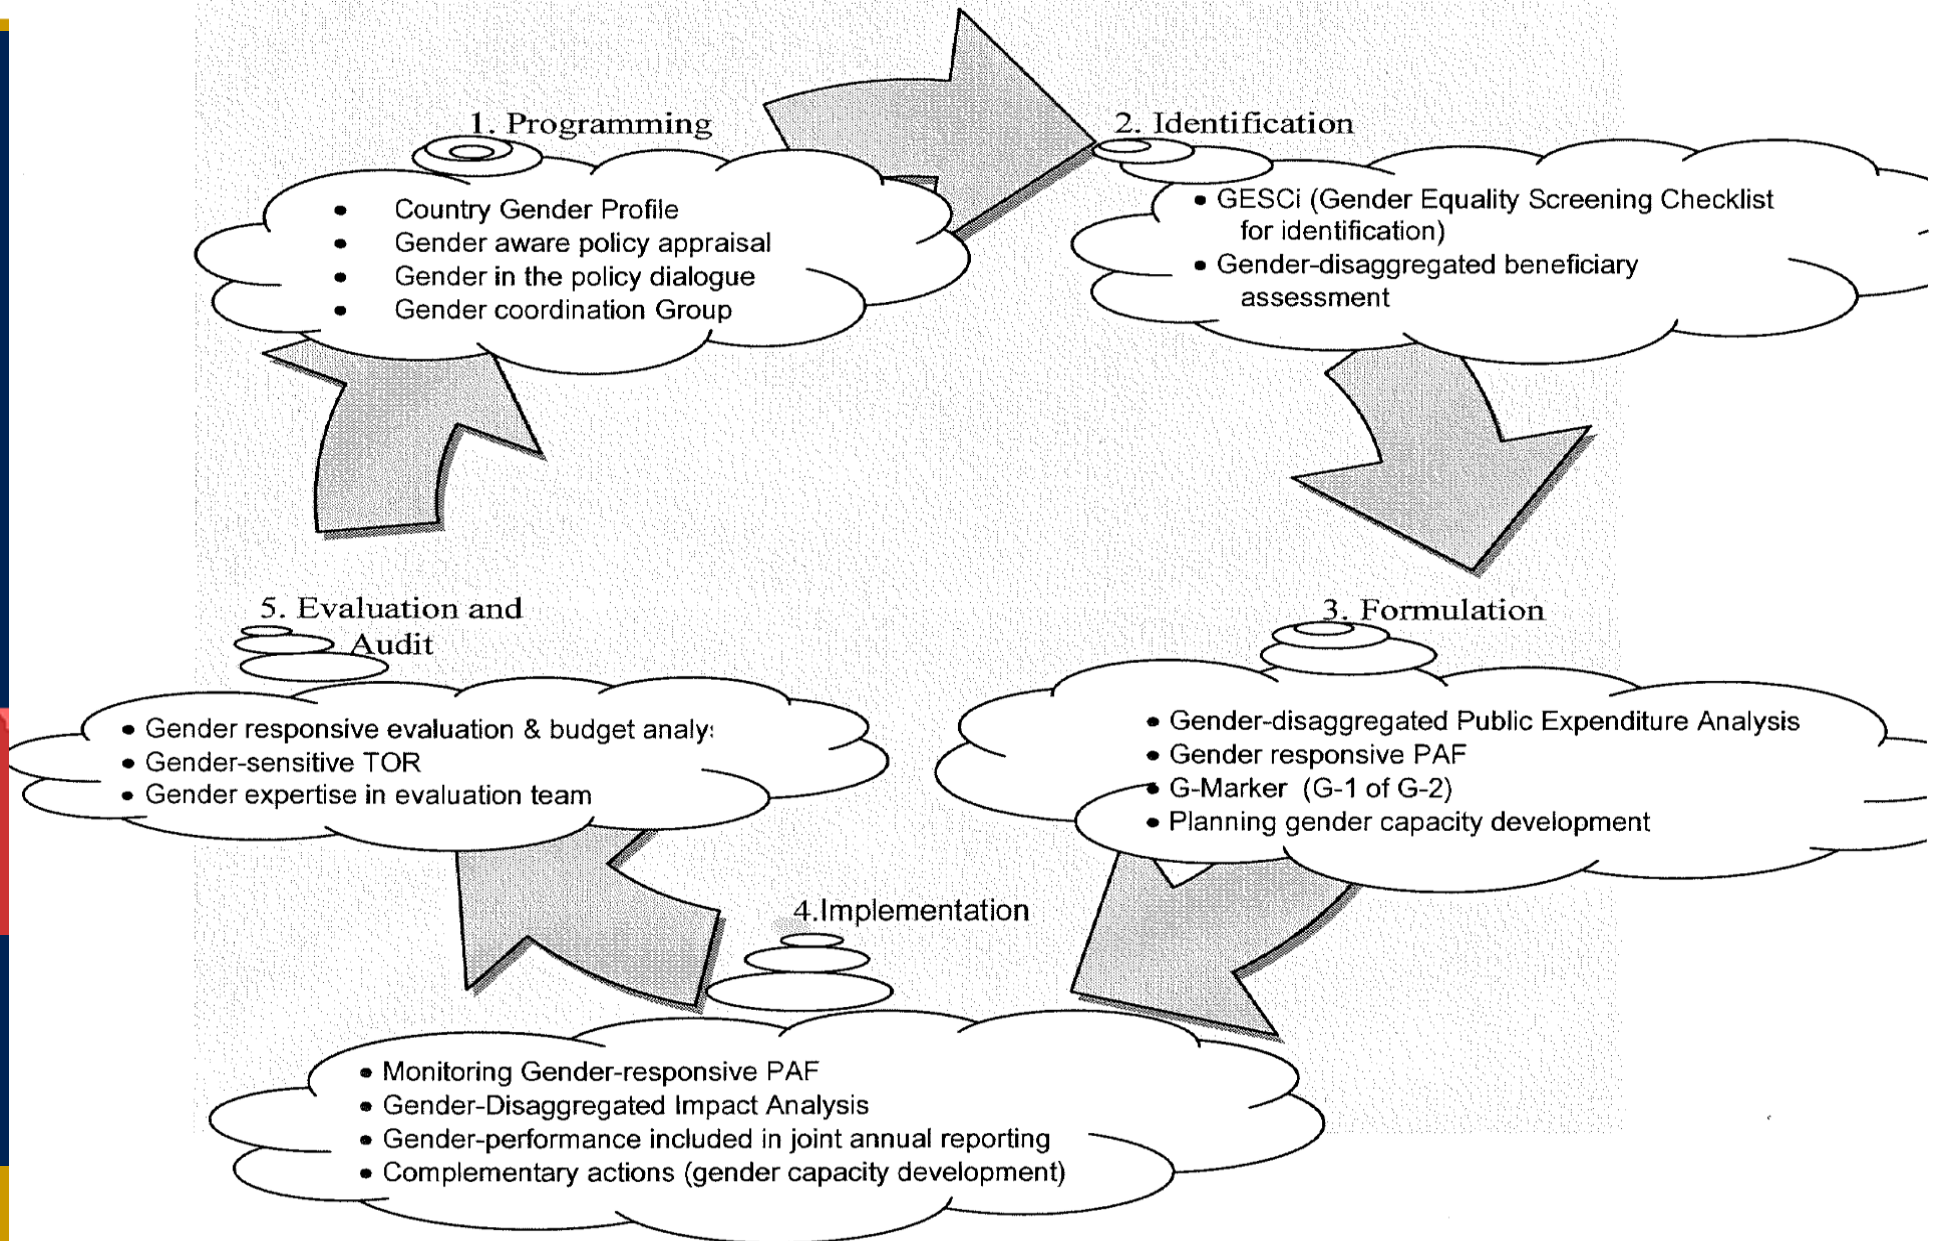 1. Programming
• Country Gender Profile
• Gender aware policy appraisal
• Gender in the policy dialogue
• Gender coordination Group
2. Identification
• GESCi (Gender Equality Screening Checklist
for identification)
• Gender-disaggregated beneficiary
assessment
3. Formulation
• Gender-disaggregated Public Expenditure Analysis
• Gender responsive PAF
• G-Marker (G-1 of G-2)
• Planning gender capacity development
4.Implementation
• Monitoring Gender-responsive PAF
• Gender-Disaggregated Impact Analysis
• Gender-performance included in joint annual reporting
• Complementary actions (gender capacity development)
5. Evaluation and
Audit
• Gender responsive evaluation & budget
• Gender-sensitive TOR
• Gender expertise in evaluation team